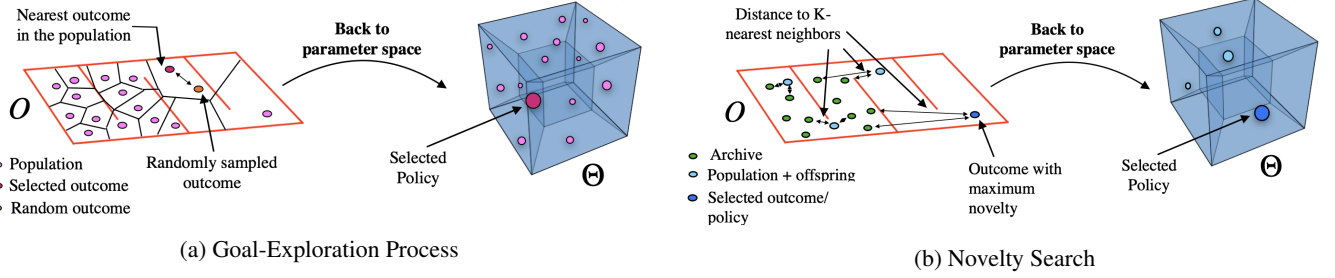 Nearest outcome
in the population
Back to
parameter space
O
Population
Selected outcome
Random outcome
Randomly sampled
outcome
Selected
Policy
Θ
(a) Goal-Exploration Process
Distance to K-
nearest neighbors
Back to
parameter space
O
Archive
Population + offspring
Selected outcome/
policy
Outcome with
maximum
novelty
Selected
Policy
Θ
(b) Novelty Search